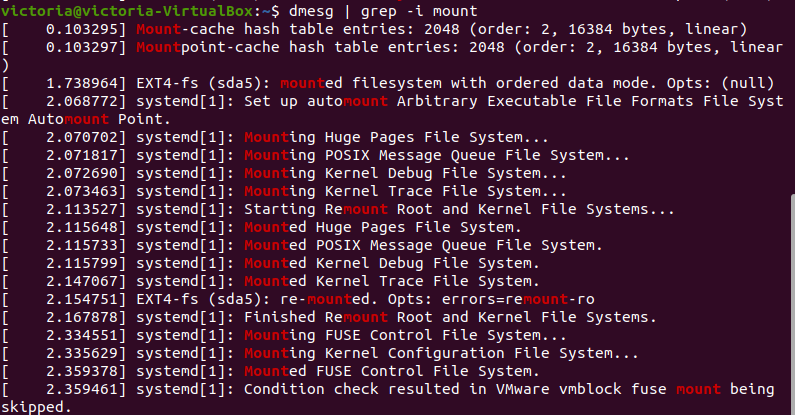 victoria@victoria-VirtualBox:~$ dmesg | grep -i mount
[    0.103295] Mount-cache hash table entries: 2048 (order: 2, 16384 bytes, linear)
[    0.103297] Mountpoint-cache hash table entries: 2048 (order: 2, 16384 bytes, linear
)
[    1.738964] EXT4-fs (sda5): mounted filesystem with ordered data mode. Opts: (null)
[    2.068772] systemd[1]: Set up automount Arbitrary Executable File Formats File Syst
em Automount Point.
[    2.070702] systemd[1]: Mounting Huge Pages File System...
[    2.071817] systemd[1]: Mounting POSIX Message Queue File System...
[    2.072690] systemd[1]: Mounting Kernel Debug File System...
[    2.073463] systemd[1]: Mounting Kernel Trace File System...
[    2.113527] systemd[1]: Starting Remount Root and Kernel File Systems...
[    2.115648] systemd[1]: Mounted Huge Pages File System.
[    2.115733] systemd[1]: Mounted POSIX Message Queue File System.
[    2.115799] systemd[1]: Mounted Kernel Debug File System.
[    2.147067] systemd[1]: Mounted Kernel Trace File System.
[    2.154751] EXT4-fs (sda5): re-mounted. Opts: errors=remount-ro
[    2.167878] systemd[1]: Finished Remount Root and Kernel File Systems.
[    2.334551] systemd[1]: Mounting FUSE Control File System...
[    2.335629] systemd[1]: Mounting Kernel Configuration File System...
[    2.359378] systemd[1]: Mounted FUSE Control File System.
[    2.359461] systemd[1]: Condition check resulted in VMware vmblock fuse mount being
skipped.